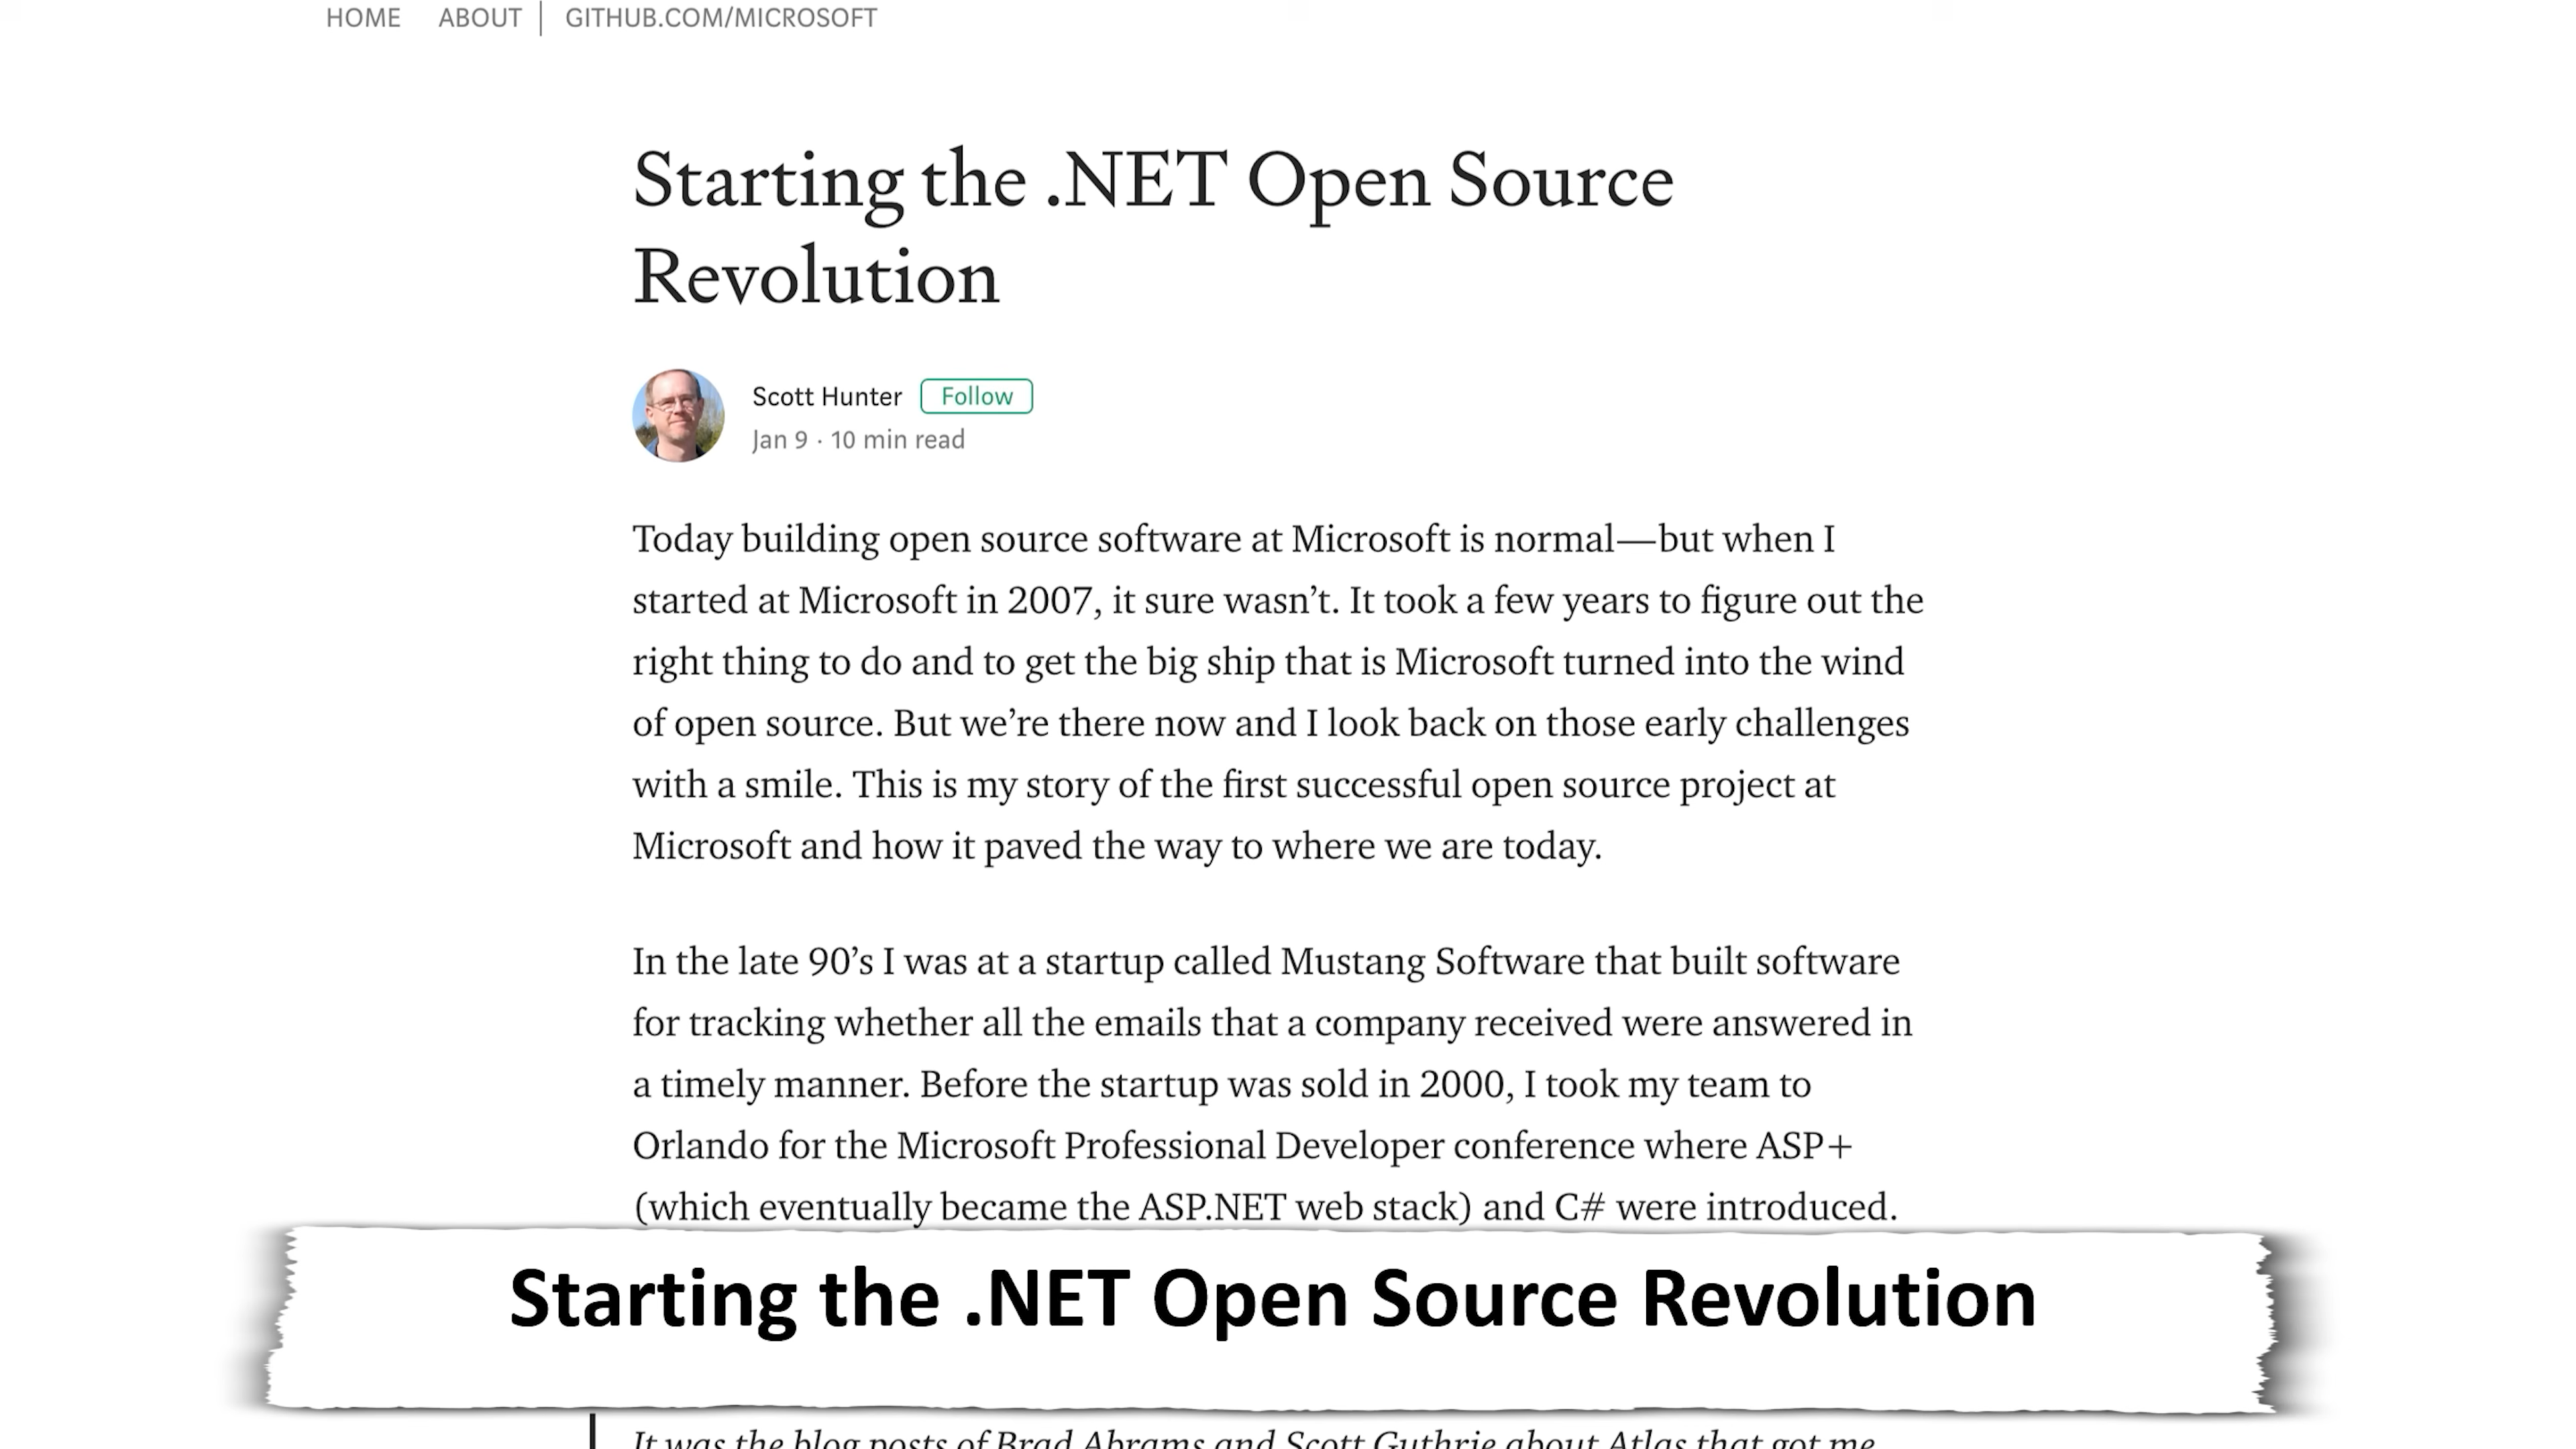 HOME ABOUT | GITHUB.COM/MICROSOFT
Starting the .NET Open Source
Revolution
Scott Hunter Follow
Jan 9 · 10 min read
Today building open source software at Microsoft is normal—but when I
started at Microsoft in 2007, it sure wasn’t. It took a few years to figure out the
right thing to do and to get the big ship that is Microsoft turned into the wind
of open source. But we’re there now and I look back on those early challenges
with a smile. This is my story of the first successful open source project at
Microsoft and how it paved the way to where we are today.
In the late 90’s I was at a startup called Mustang Software that built software
for tracking whether all the emails that a company received were answered in
a timely manner. Before the startup was sold in 2000, I took my team to
Orlando for the Microsoft Professional Developer conference where ASP+
(which eventually became the ASP.NET web stack) and C# were introduced.
Starting the .NET Open Source Revolution
It was the blog posts of Brad Abrams and Scott Guthrie about Atlas that got me